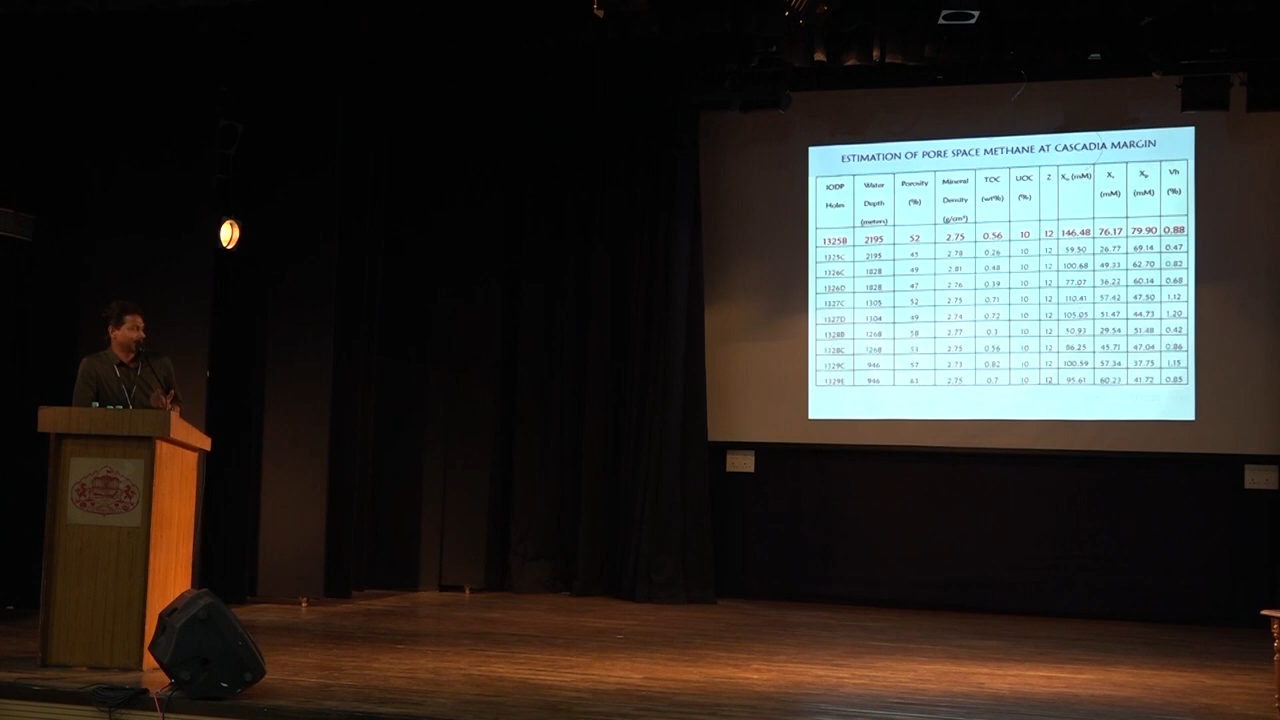 ESTIMATION OF PORE SPACE METHANE AT CASCADIA MARGIN
IODP Holes Water Depth (meters) Porosity (%) Mineral Density (g/cm³) TOC (wt%) UOC (%) Z (mM) X (mM) X (mM) Vh (%)
1325B 2195 52 2.75 0.56 10 12 146.48 76.17 79.90 0.88
1325C 2195 45 2.78 0.26 10 12 59.50 26.77 69.14 0.47
1326C 1828 49 2.81 0.48 10 12 100.68 49.33 62.70 0.82
1326D 1828 47 2.76 0.39 10 12 77.07 36.22 60.14 0.68
1327C 1305 52 2.75 0.71 10 12 110.41 57.42 47.50 1.12
1327D 1304 49 2.74 0.72 10 12 105.05 51.47 44.73 1.20
1328B 1268 58 2.77 0.3 10 12 50.93 29.54 51.48 0.42
1328C 1268 53 2.75 0.56 10 12 86.25 45.71 47.04 0.86
1329C 946 57 2.73 0.82 10 12 100.59 57.34 37.75 1.15
1329E 946 63 2.75 0.7 10 12 95.61 60.23 41.72 0.85